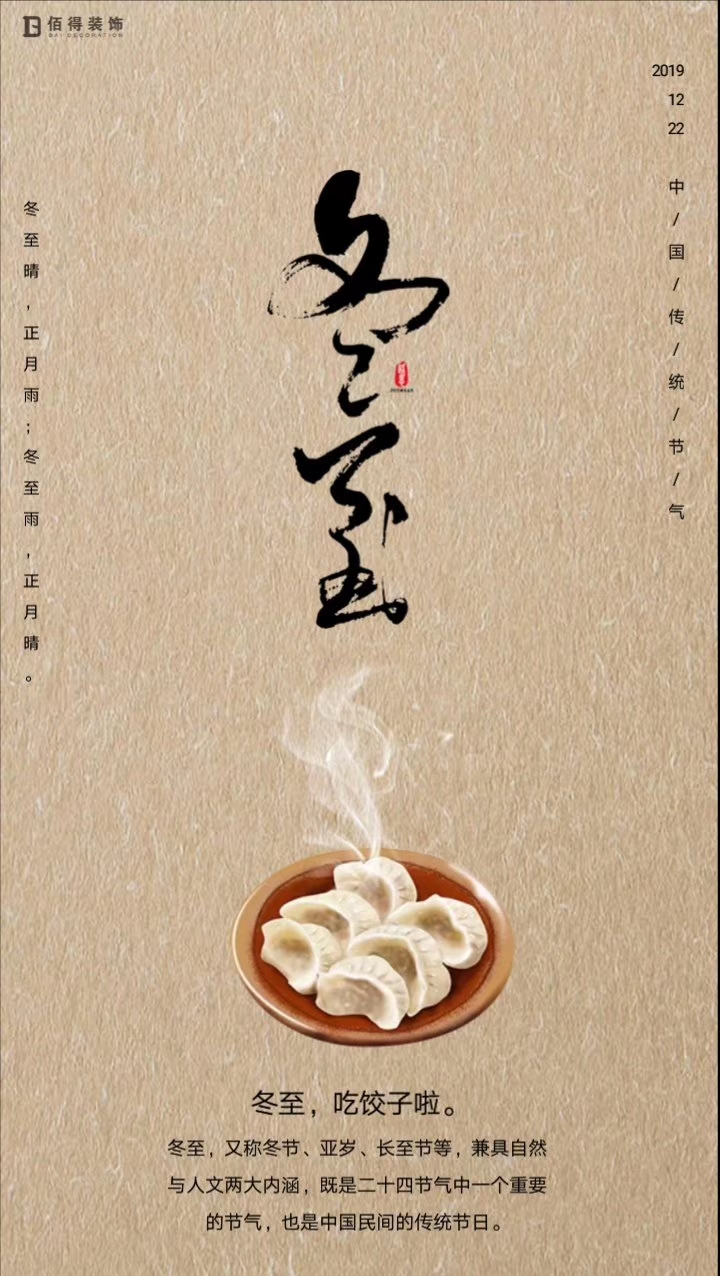 佰得装饰
BAI DECORATION
2019
12
22
中/国/传/统/节/气
冬至
冬至晴，正月雨；冬至雨，正月晴。
冬至，吃饺子啦。
冬至，又称冬节、亚岁、长至节等，兼具自然
与人文两大内涵，既是二十四节气中一个重要
的节气，也是中国民间的传统节日。